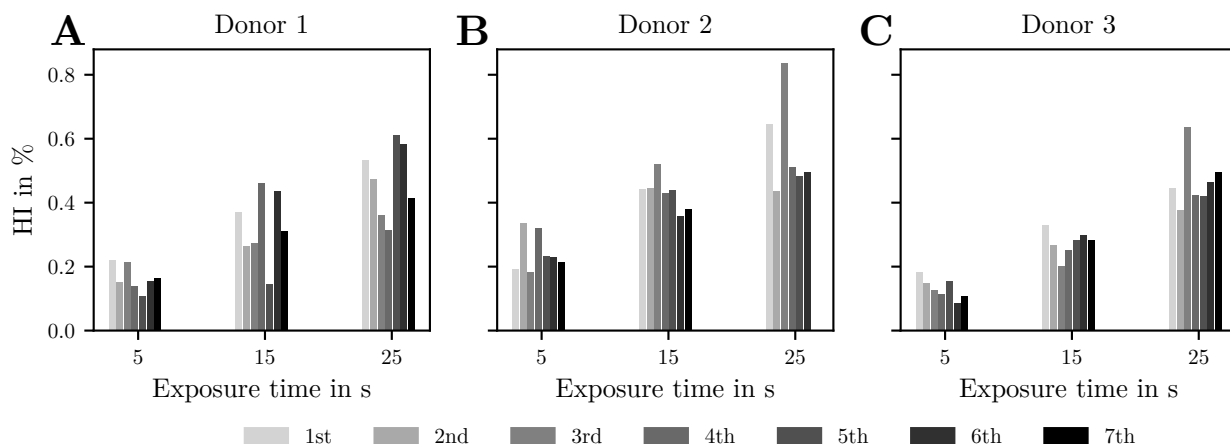 A Donor 1
B Donor 2
C Donor 3
HI in %
0.8
0.6
0.4
0.2
0.0
5 15 25
5 15 25
5 15 25
Exposure time in s
Exposure time in s
Exposure time in s
1st 2nd 3rd 4th 5th 6th 7th